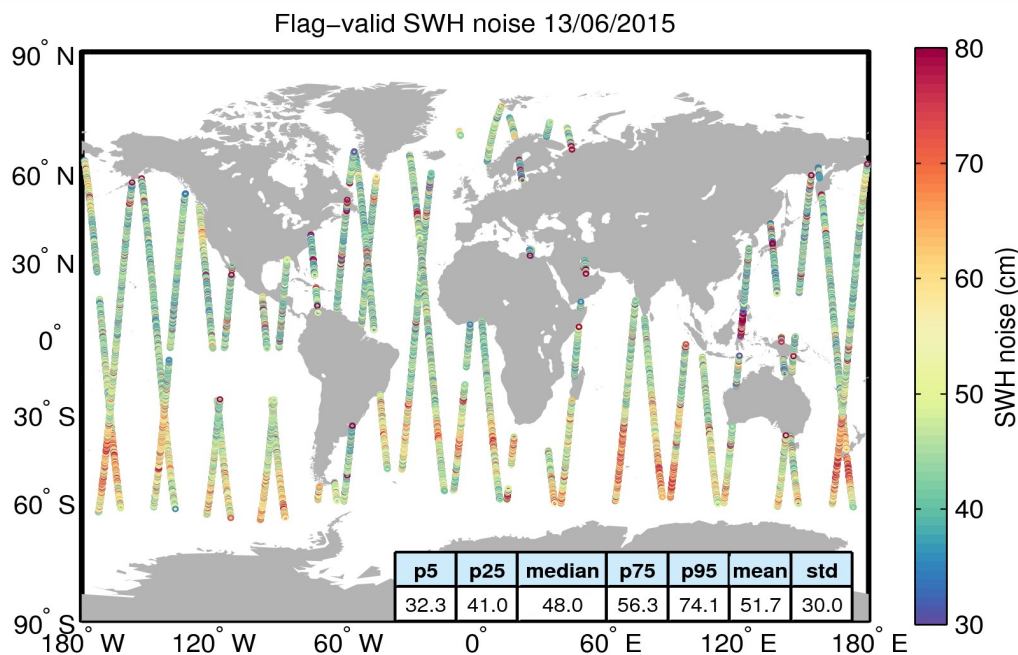 Flag−valid SWH noise 13/06/2015
90° N
60° N
30° N
0°
30° S
60° S
90° S
180° W
120° W
60° W
0°
60° E
120° E
180° E
p5 p25 median p75 p95 mean std
32.3 41.0 48.0 56.3 74.1 51.7 30.0
80
70
60
50
40
30
SWH noise (cm)